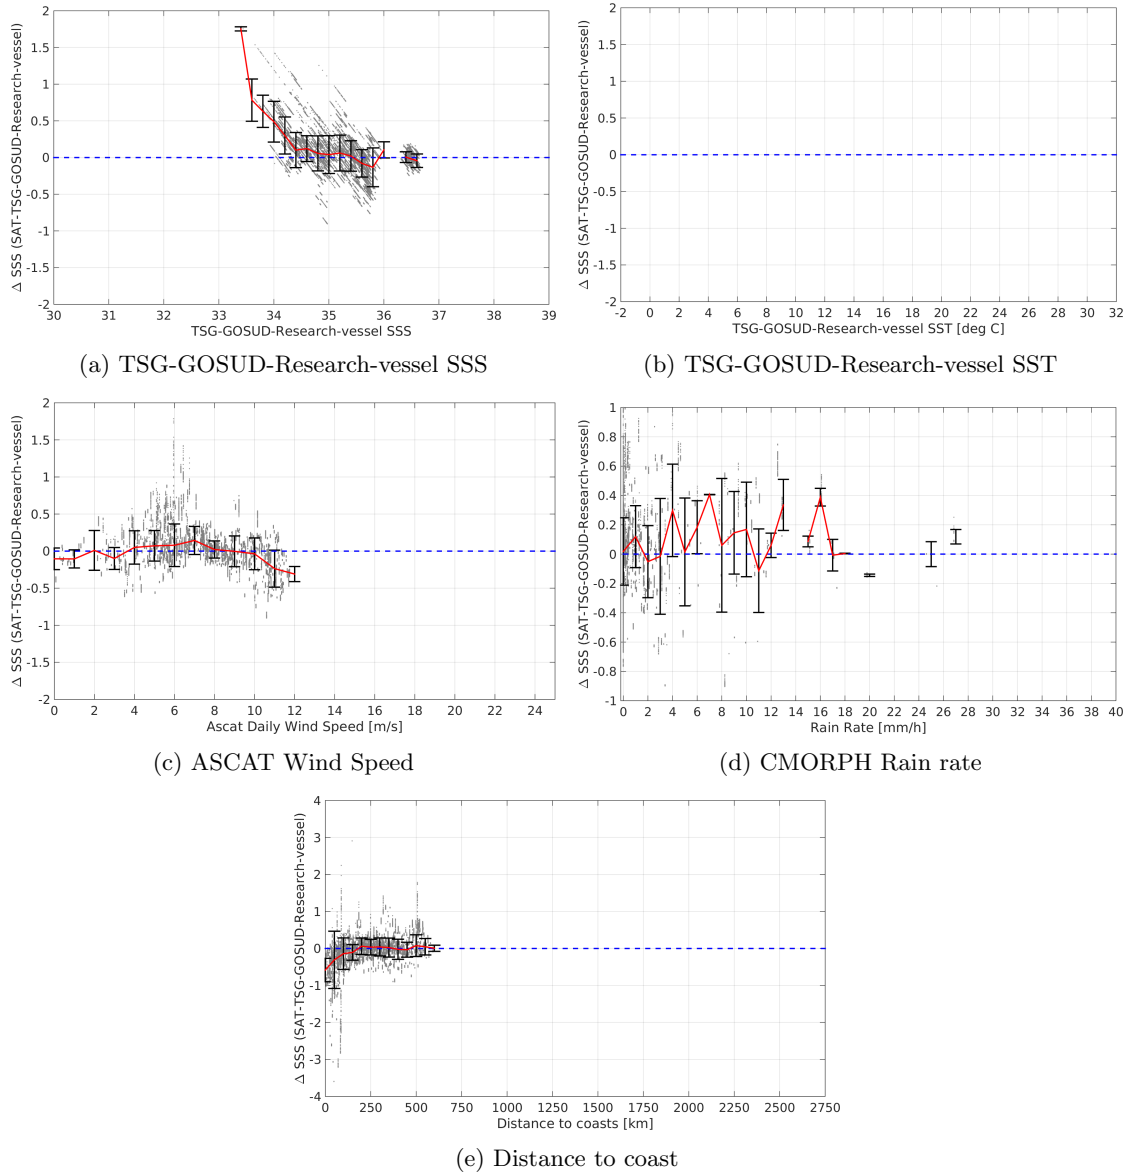 2
1.5
1
0.5
0
-0.5
-1
-1.5
-2
Δ SSS (SAT-TSG-GOSUD-Research-vessel)
30 31 32 33 34 35 36 37 38 39
TSG-GOSUD-Research-vessel SSS
(a) TSG-GOSUD-Research-vessel SSS
2
1.5
1
0.5
0
-0.5
-1
-1.5
-2
Δ SSS (SAT-TSG-GOSUD-Research-vessel)
-2 0 2 4 6 8 10 12 14 16 18 20 22 24 26 28 30 32
TSG-GOSUD-Research-vessel SST [deg C]
(b) TSG-GOSUD-Research-vessel SST
2
1.5
1
0.5
0
-0.5
-1
-1.5
-2
Δ SSS (SAT-TSG-GOSUD-Research-vessel)
0 2 4 6 8 10 12 14 16 18 20 22 24
Ascat Daily Wind Speed [m/s]
(c) ASCAT Wind Speed
1
0.8
0.6
0.4
0.2
0
-0.2
-0.4
-0.6
-0.8
-1
Δ SSS (SAT-TSG-GOSUD-Research-vessel)
0 2 4 6 8 10 12 14 16 18 20 22 24 26 28 30 32 34 36 38 40
Rain Rate [mm/h]
(d) CMORPH Rain rate
4
3
2
1
0
-1
-2
-3
-4
Δ SSS (SAT-TSG-GOSUD-Research-vessel)
0 250 500 750 1000 1250 1500 1750 2000 2250 2500 2750
Distance to coasts [km]
(e) Distance to coast